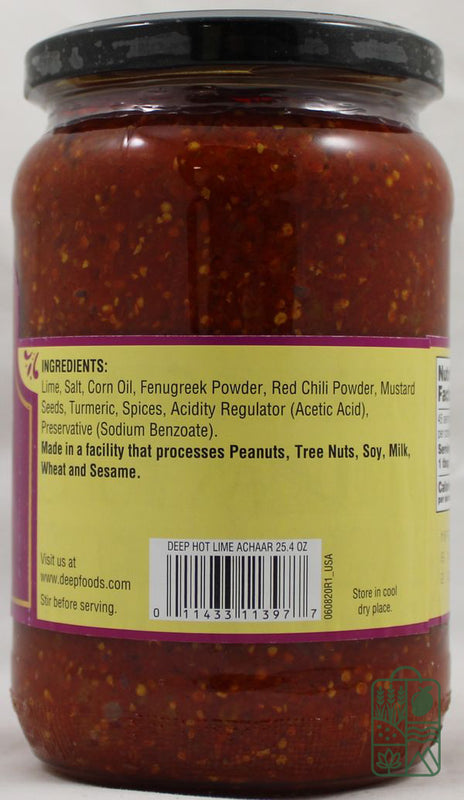 INGREDIENTS:
Lime, Salt, Corn Oil, Fenugreek Powder, Red Chili Powder, Mustard
Seeds, Turmeric, Spices, Acidity Regulator (Acetic Acid),
Preservative (Sodium Benzoate).
Made in a facility that processes Peanuts, Tree Nuts, Soy, Milk,
Wheat and Sesame.
Visit us at
www.deepfoods.com
Stir before serving.
DEEP HOT LIME ACHAAR 25.4 OZ
0 11433 11397 7
060820R1_USA
Store in cool
dry place.